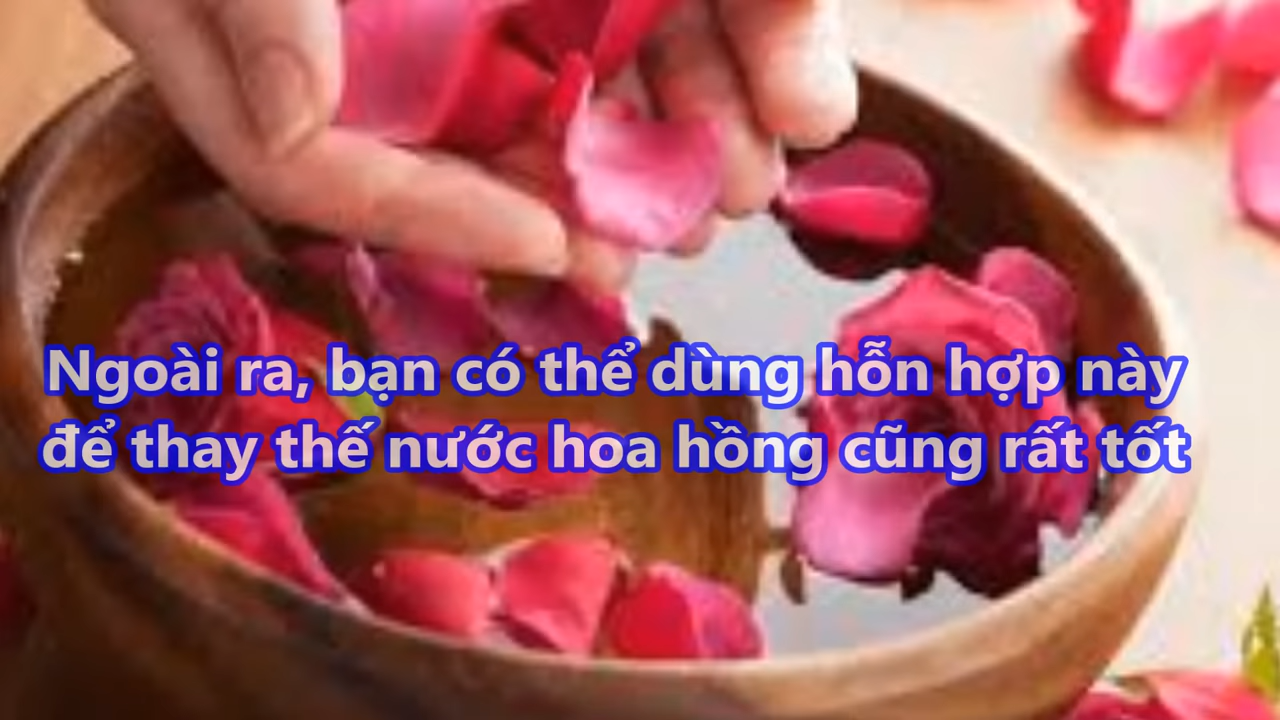 Ngoài ra, bạn có thể dùng hỗn hợp này
để thay thế nước hoa hồng cũng rất tốt